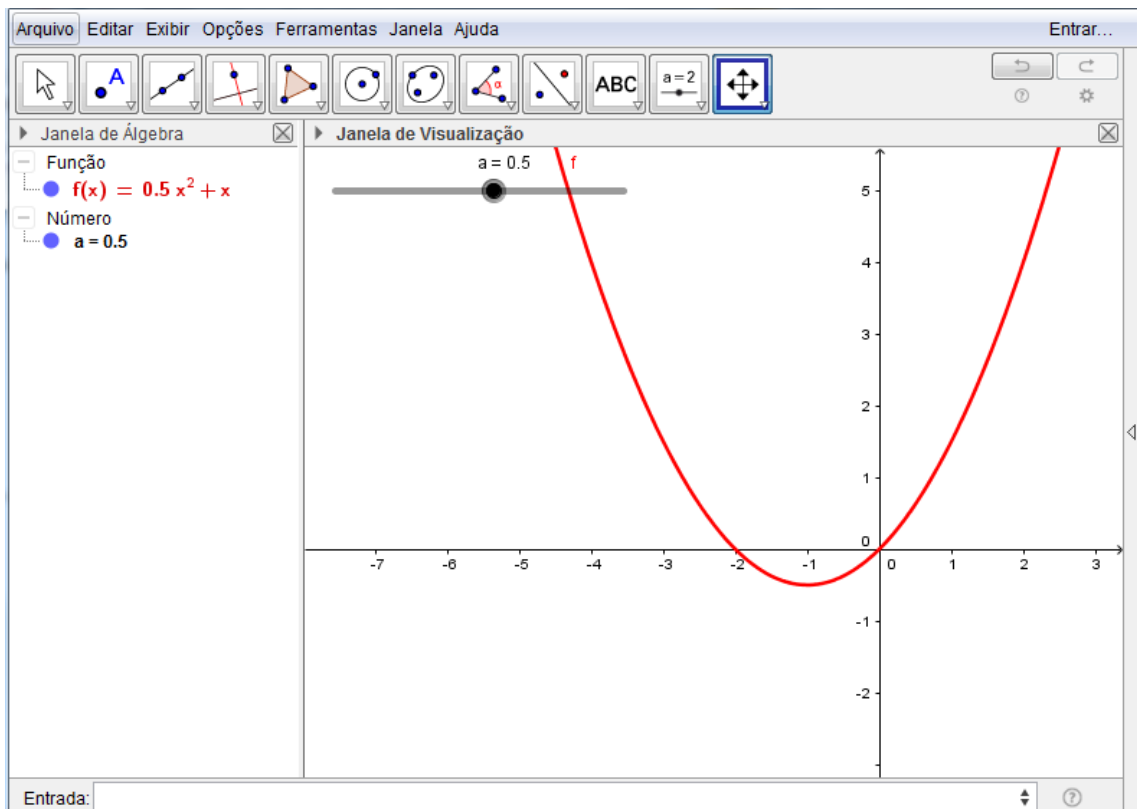 Arquivo Editar Exibir Opções Ferramentas Janela Ajuda Entrar...
A α ABC a = 2
Janela de Álgebra
Janela de Visualização
Função
f(x) = 0.5 x² + x
Número
a = 0.5
a = 0.5 f
5
4
3
2
1
0
-7 -6 -5 -4 -3 -2 -1 0 1 2 3
-1
-2
Entrada: